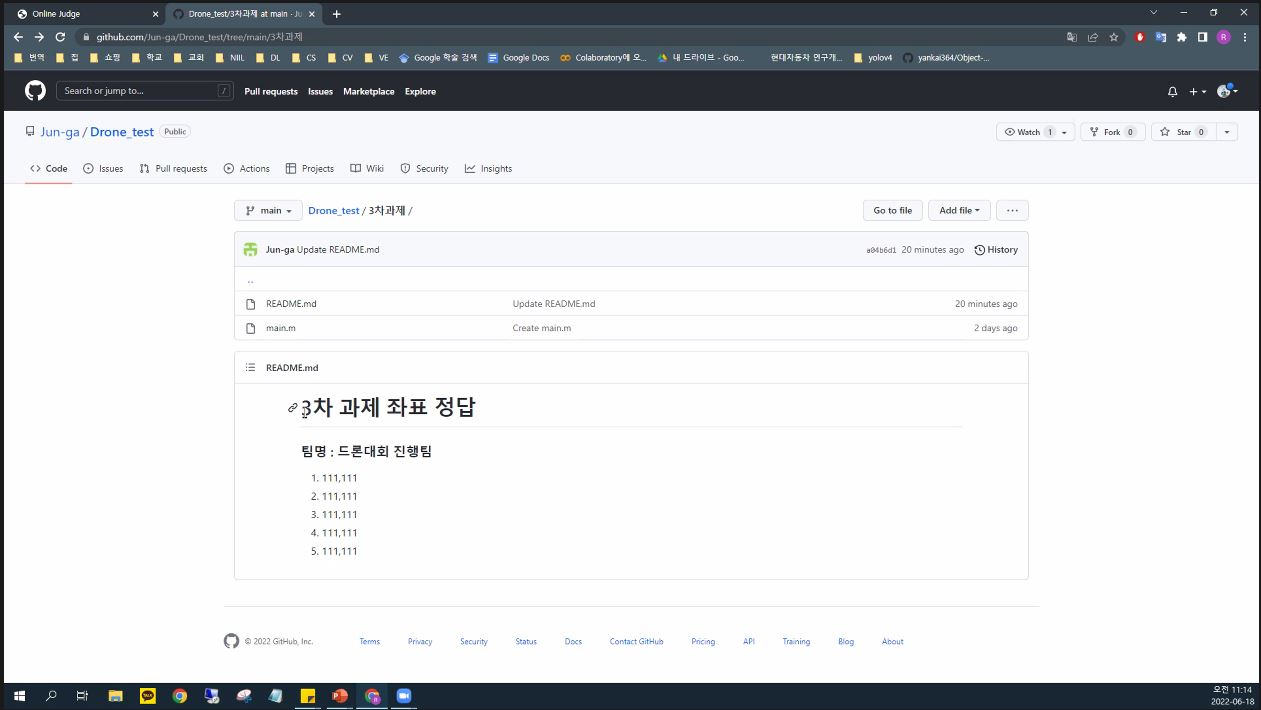 Online Judge
Drone_test/3차과제 at main · Ju
github.com/Jun-ga/Drone_test/tree/main/3차과제
번역 집 쇼핑 학교 교회 NIIL DL CS CV VE Google 학술 검색 Google Docs Colaboratory에 오... 내 드라이브 - Goo... 현대자동차 연구개... yolov4 yankai364/Object-...
Search or jump to... / Pull requests Issues Marketplace Explore
Jun-ga / Drone_test Public Watch 1 Fork 0 Star 0
Code Issues Pull requests Actions Projects Wiki Security Insights
main Drone_test / 3차과제 / Go to file Add file ...
Jun-ga Update README.md a04b6d1 20 minutes ago History
..
README.md Update README.md 20 minutes ago
main.m Create main.m 2 days ago
README.md
3차 과제 좌표 정답
팀명 : 드론대회 진행팀
1. 111,111
2. 111,111
3. 111,111
4. 111,111
5. 111,111
© 2022 GitHub, Inc. Terms Privacy Security Status Docs Contact GitHub Pricing API Training Blog About
오전 11:14
2022-06-18